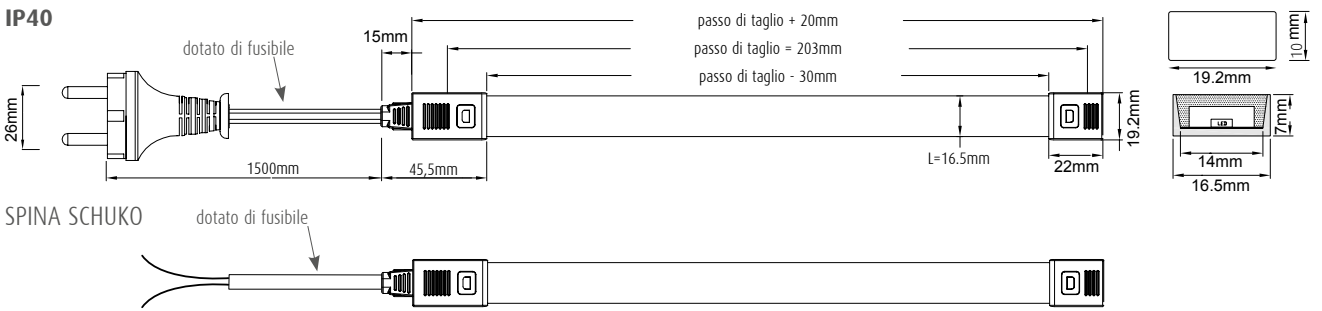 IP40
passo di taglio + 20mm
15mm
dotato di fusibile
passo di taglio = 203mm
passo di taglio - 30mm
26mm
10 mm
19.2mm
19.2mm
LED
7mm
L=16.5mm
1500mm
45,5mm
22mm
14mm
16.5mm
SPINA SCHUKO
dotato di fusibile